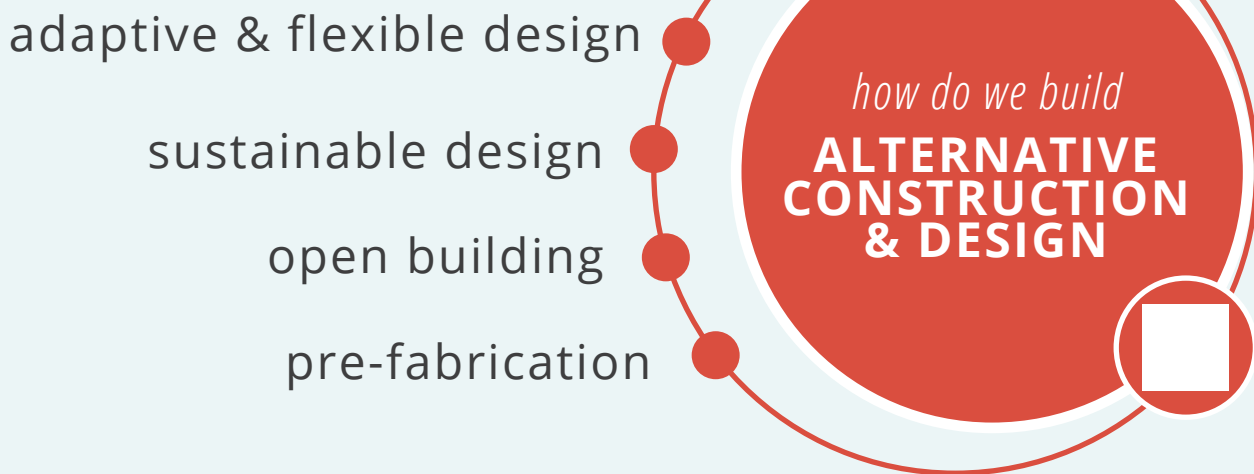 adaptive & flexible design
sustainable design
open building
pre-fabrication
how do we build
ALTERNATIVE
CONSTRUCTION
& DESIGN